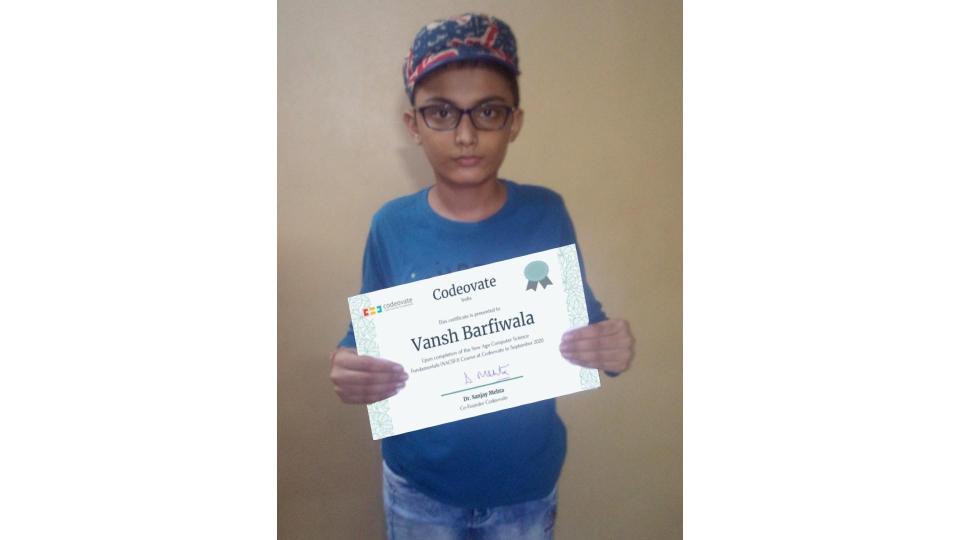 Codeovate
India
codeovate
This certificate is presented to
Vansh Barfiwala
Upon completion of the New Age Computer Science
Fundamentals (NACSF) Course at Codeovate in September 2020
Dr. Sanjay Mehta
Co-Founder Codeovate